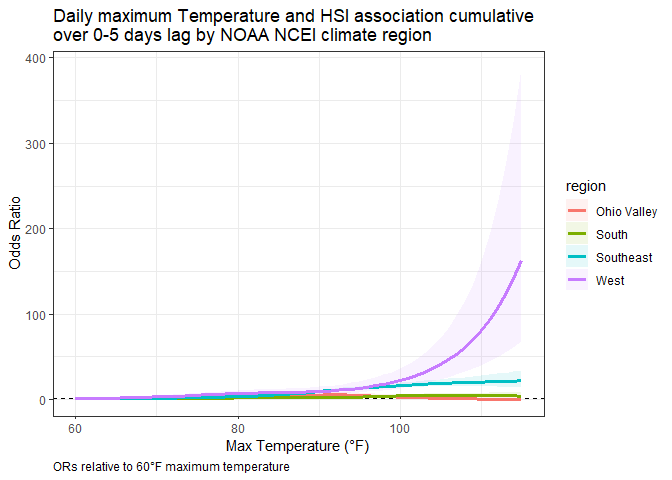 Daily maximum Temperature and HSI association cumulative
over 0-5 days lag by NOAA NCEI climate region
400
300
200
100
0
Odds Ratio
60
80
100
Max Temperature (°F)
ORs relative to 60°F maximum temperature
region
Ohio Valley
South
Southeast
West